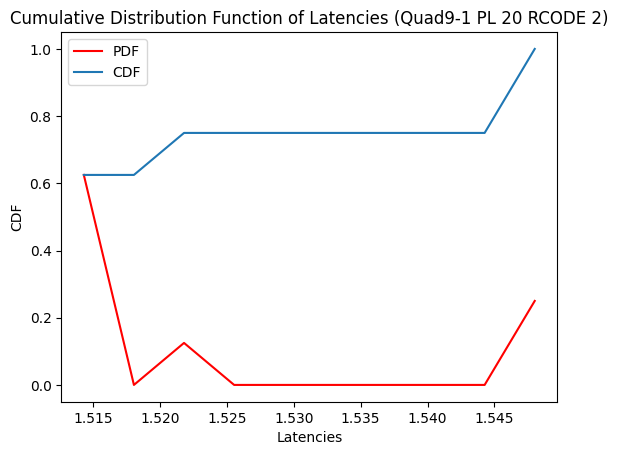 Cumulative Distribution Function of Latencies (Quad9-1 PL 20 RCODE 2)
PDF
CDF
1.0
0.8
0.6
0.4
0.2
0.0
CDF
1.515 1.520 1.525 1.530 1.535 1.540 1.545
Latencies